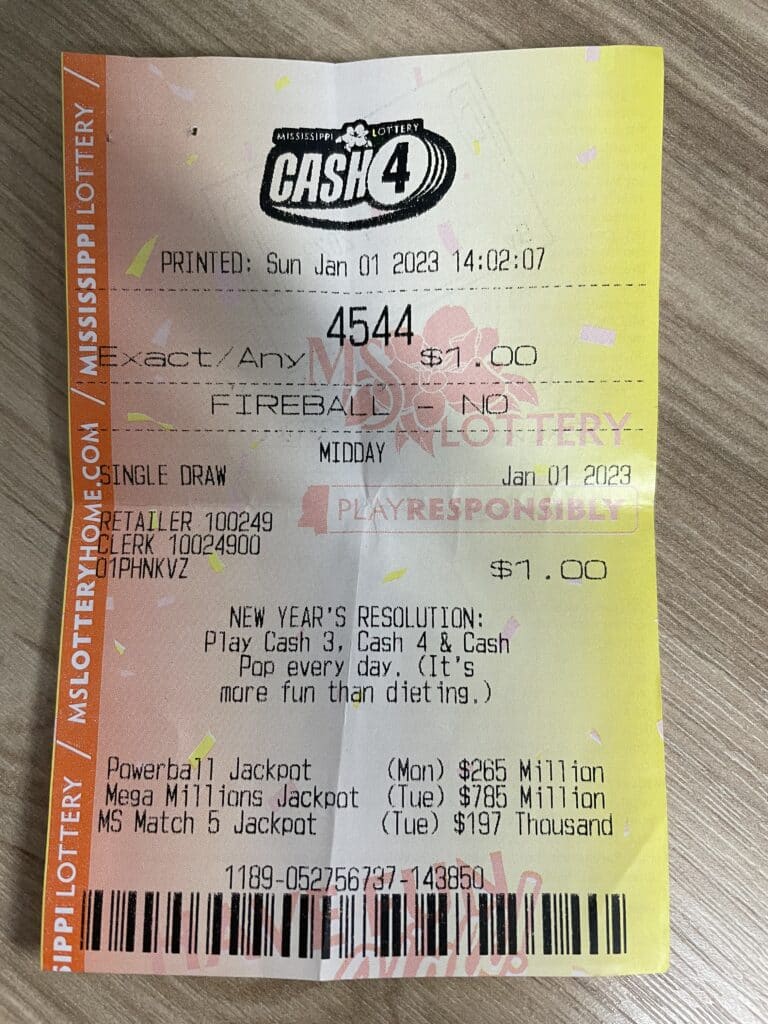 MISSISSIPPI LOTTERY
CASH 4
PRINTED: Sun Jan 01 2023 14:02:07
4544
Exact/Any $1.00
FIREBALL - NO
MIDDAY
SINGLE DRAW Jan 01 2023
RETAILER 100249
CLERK 10024900
01PHNKVZ $1.00
NEW YEAR'S RESOLUTION:
Play Cash 3, Cash 4 & Cash
Pop every day. (It's
more fun than dieting.)
Powerball Jackpot (Mon) $265 Million
Mega Millions Jackpot (Tue) $785 Million
MS Match 5 Jackpot (Tue) $197 Thousand
1189-052756737-143850
MS
LOTTERY
PLAYRESPONSIBLY
SIPPI LOTTERY / MSLOTTERYHOME.COM / MISSISSIPPI LOTTERY /